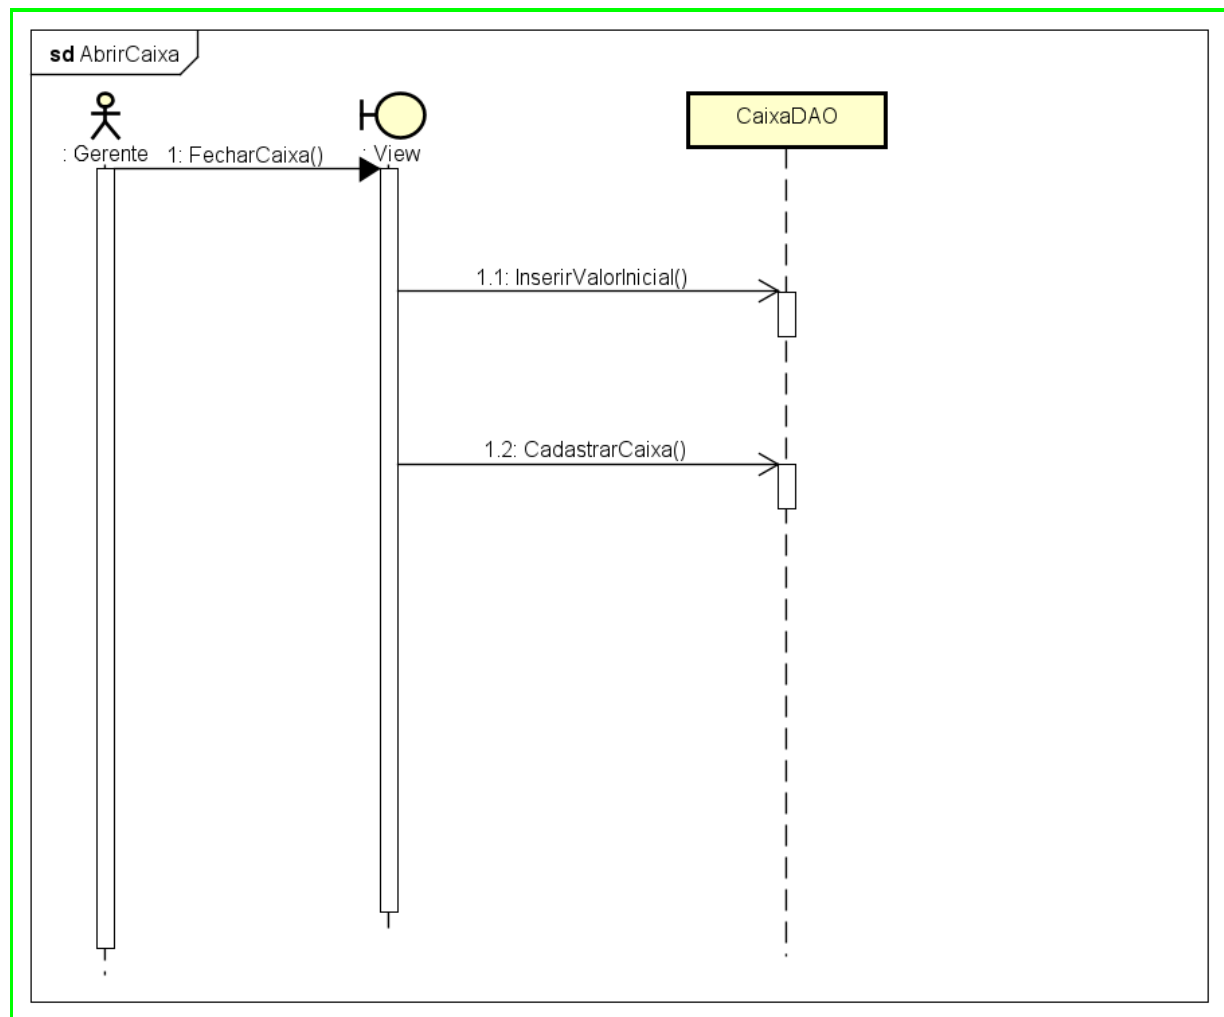 sd AbrirCaixa
: Gerente
1: FecharCaixa()
: View
CaixaDAO
1.1: InserirValorInicial()
1.2: CadastrarCaixa()